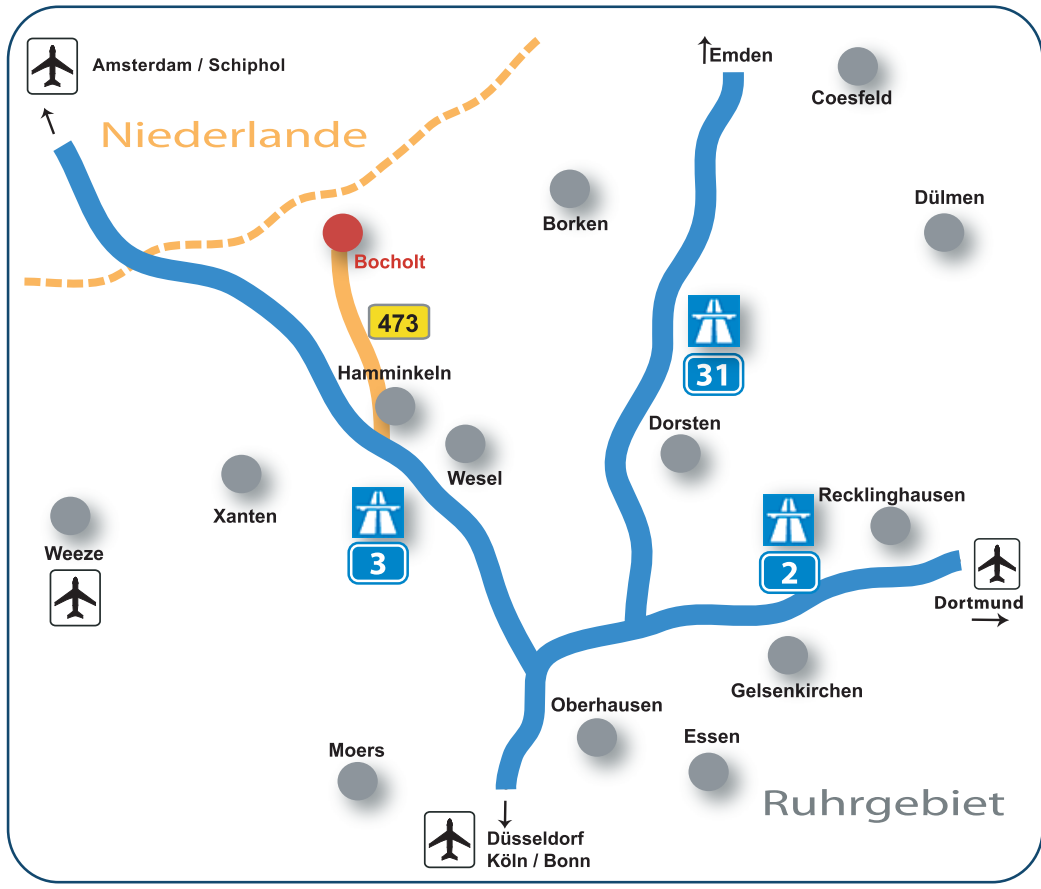 Amsterdam / Schiphol
Emden
Coesfeld
Niederlande
Borken
Dülmen
Bocholt
473
31
Hamminkeln
Dorsten
Wesel
Recklinghausen
Xanten
Weeze
3
2
Dortmund
Gelsenkirchen
Oberhausen
Essen
Moers
Ruhrgebiet
Düsseldorf
Köln / Bonn